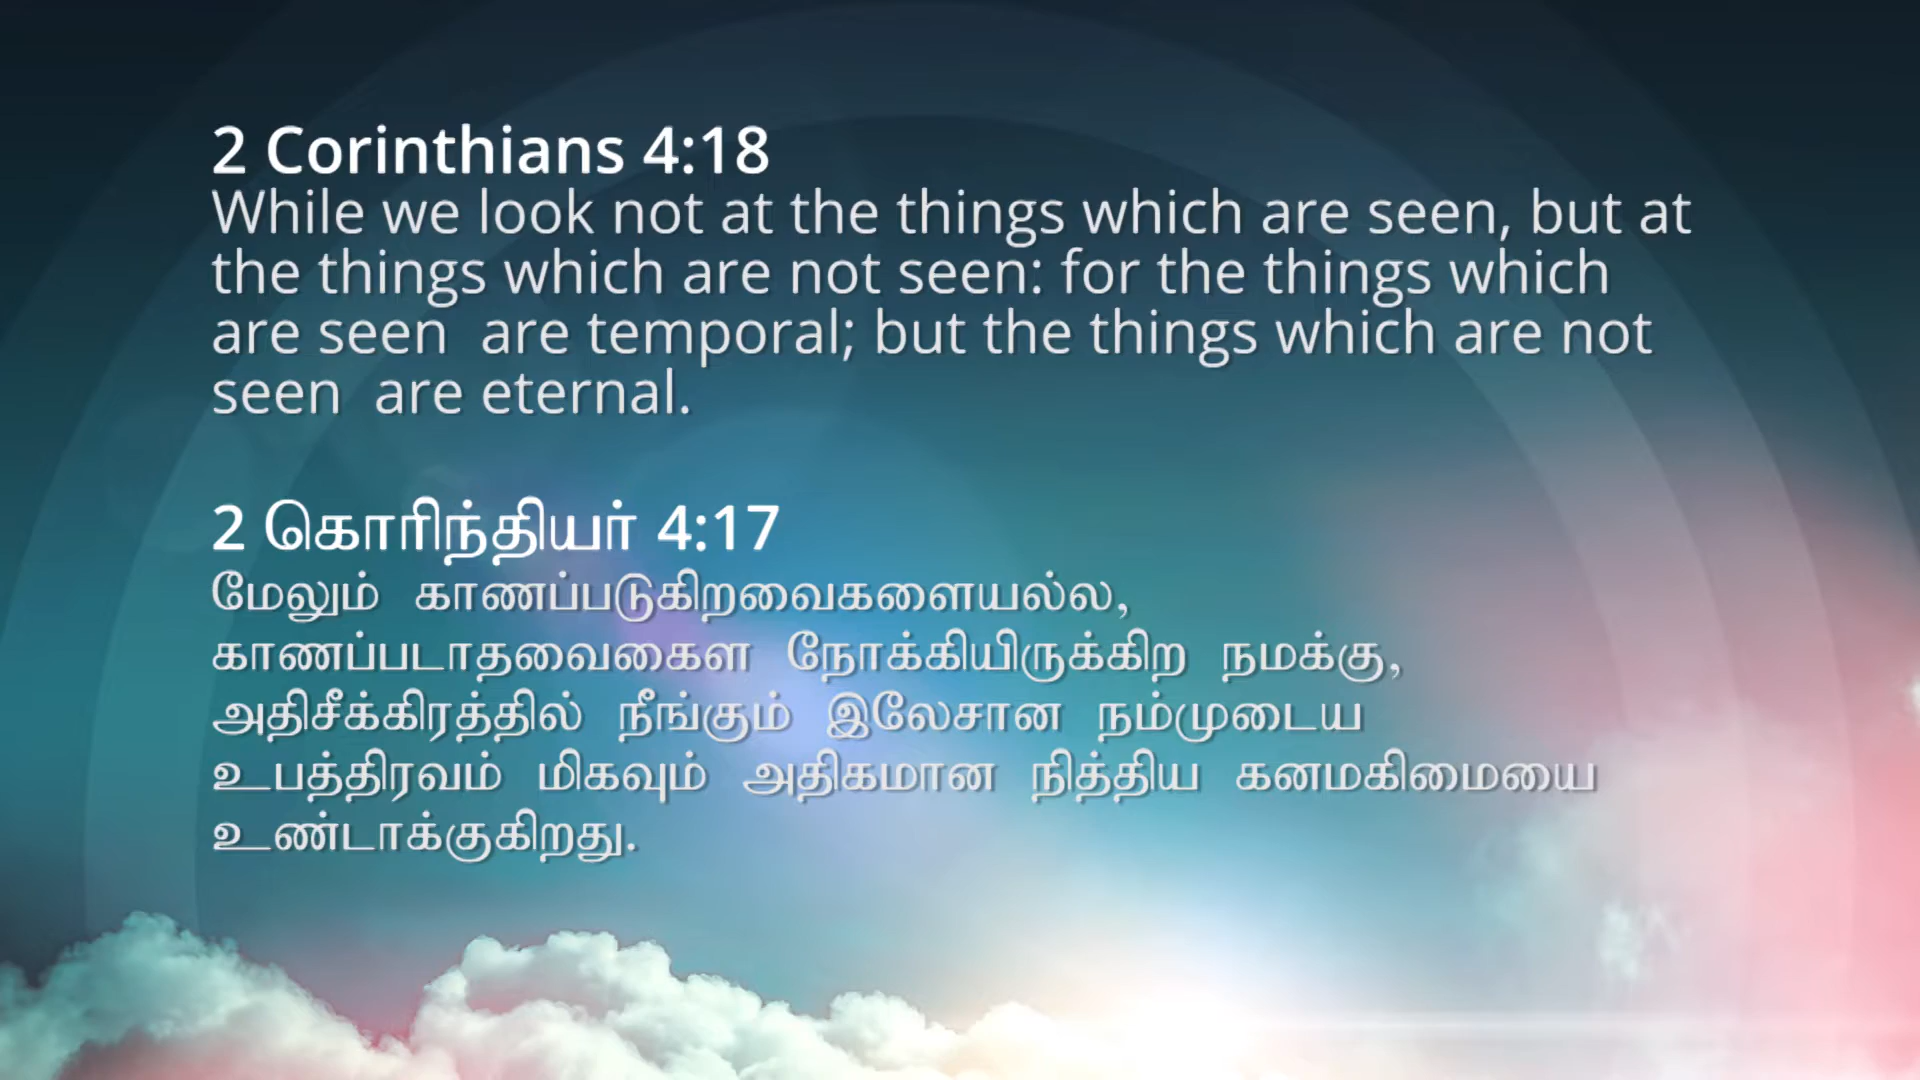 2 Corinthians 4:18
While we look not at the things which are seen, but at
the things which are not seen: for the things which
are seen  are temporal; but the things which are not
seen  are eternal.
2 கொரிந்தியர் 4:17
மேலும் காணப்படுகிறவைகளையல்ல,
காணப்படாதவைகைள நோக்கியிருக்கிற நமக்கு,
அதிசீக்கிரத்தில் நீங்கும் இலேசான நம்முடைய
உபத்திரவம் மிகவும் அதிகமான நித்திய கனமகிமையை
உண்டாக்குகிறது.